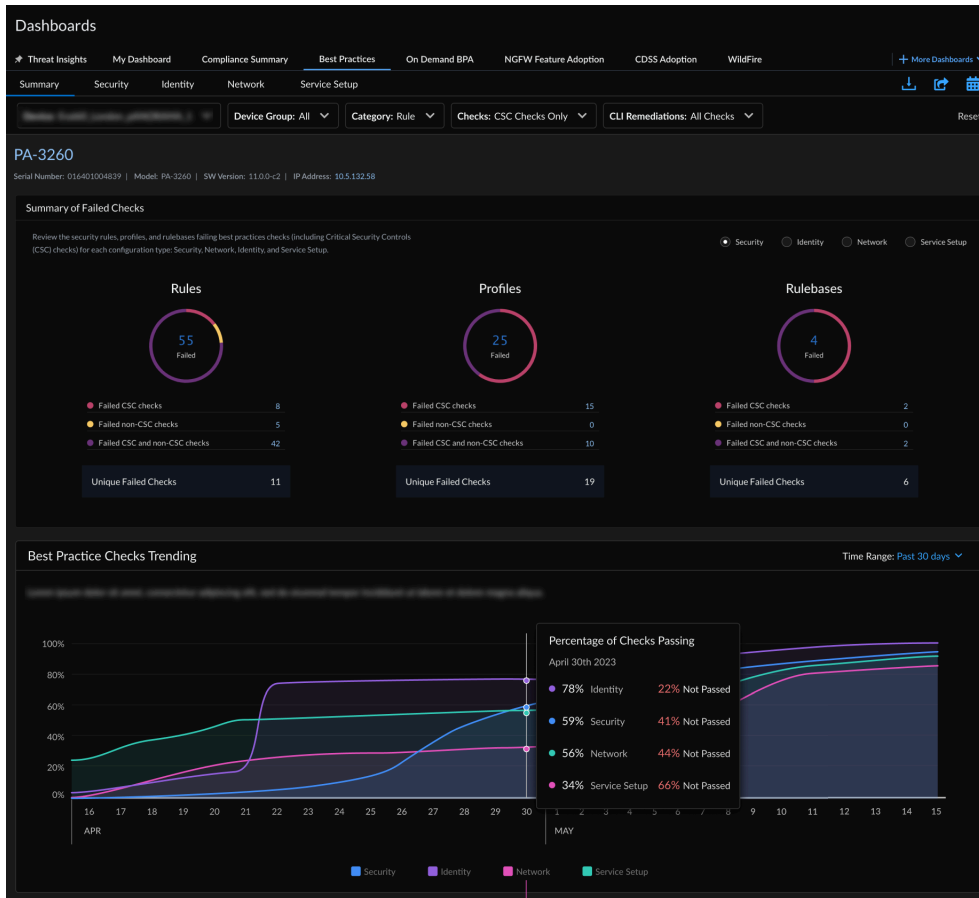 Dashboards
Threat Insights My Dashboard Compliance Summary Best Practices On Demand BPA NGFW Feature Adoption CDSS Adoption WildFire + More Dashboards
Summary Security Identity Network Service Setup
Device Group: All Category: Rule Checks: CSC Checks Only CLI Remediations: All Checks Reset
PA-3260
Serial Number: 016401004839 | Model: PA-3260 | SW Version: 11.0.0-c2 | IP Address: 10.5.132.58
Summary of Failed Checks
Review the security rules, profiles, and rulebases failing best practices checks (including Critical Security Controls
(CSC) checks) for each configuration type: Security, Network, Identity, and Service Setup.
Security Identity Network Service Setup
Rules
55
Failed
Failed CSC checks 8
Failed non-CSC checks 5
Failed CSC and non-CSC checks 42
Unique Failed Checks 11
Profiles
25
Failed
Failed CSC checks 15
Failed non-CSC checks 0
Failed CSC and non-CSC checks 10
Unique Failed Checks 19
Rulebases
4
Failed
Failed CSC checks 2
Failed non-CSC checks 0
Failed CSC and non-CSC checks 2
Unique Failed Checks 6
Best Practice Checks Trending
Time Range: Past 30 days
100%
80%
60%
40%
20%
0%
Percentage of Checks Passing
April 30th 2023
78% Identity 22% Not Passed
59% Security 41% Not Passed
56% Network 44% Not Passed
34% Service Setup 66% Not Passed
16 17 18 19 20 21 22 23 24 25 26 27 28 29 30 1 2 3 4 5 6 7 8 9 10 11 12 13 14 15
APR MAY
Security Identity Network Service Setup